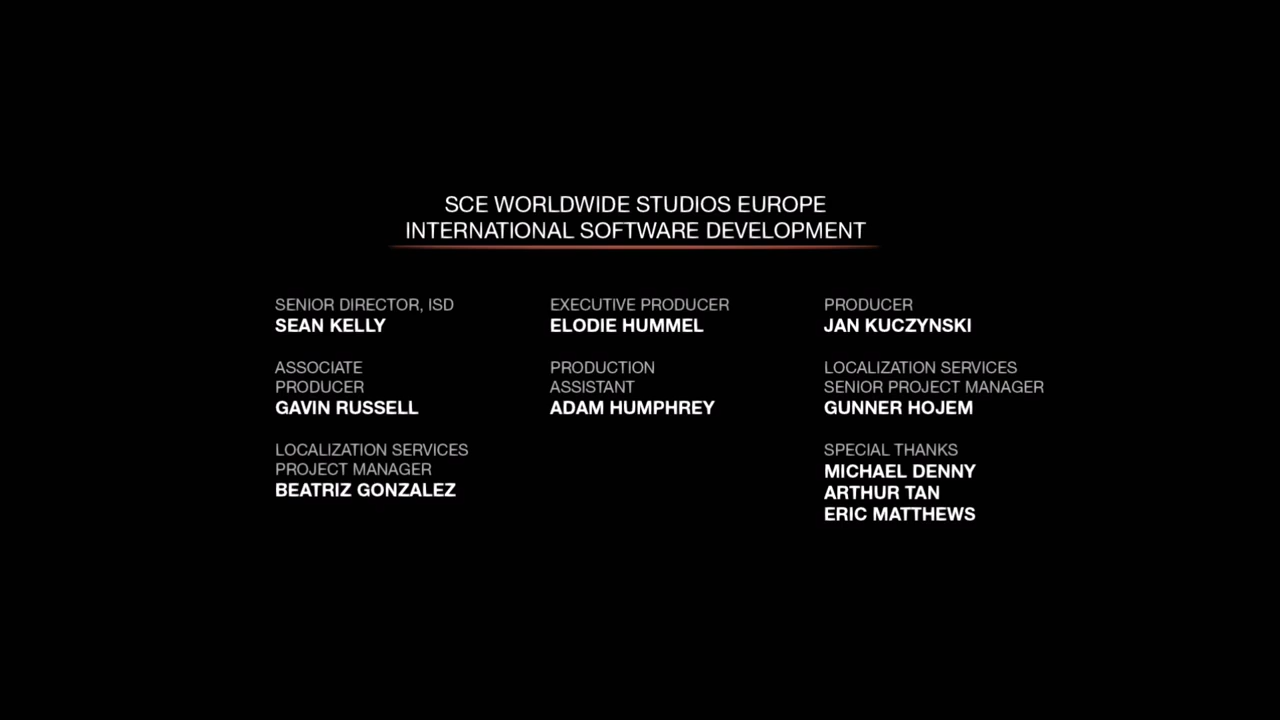 SCE WORLDWIDE STUDIOS EUROPE
INTERNATIONAL SOFTWARE DEVELOPMENT
SENIOR DIRECTOR, ISD
SEAN KELLY
EXECUTIVE PRODUCER
ELODIE HUMMEL
PRODUCER
JAN KUCZYNSKI
ASSOCIATE
PRODUCER
GAVIN RUSSELL
PRODUCTION
ASSISTANT
ADAM HUMPHREY
LOCALIZATION SERVICES
SENIOR PROJECT MANAGER
GUNNER HOJEM
LOCALIZATION SERVICES
PROJECT MANAGER
BEATRIZ GONZALEZ
SPECIAL THANKS
MICHAEL DENNY
ARTHUR TAN
ERIC MATTHEWS